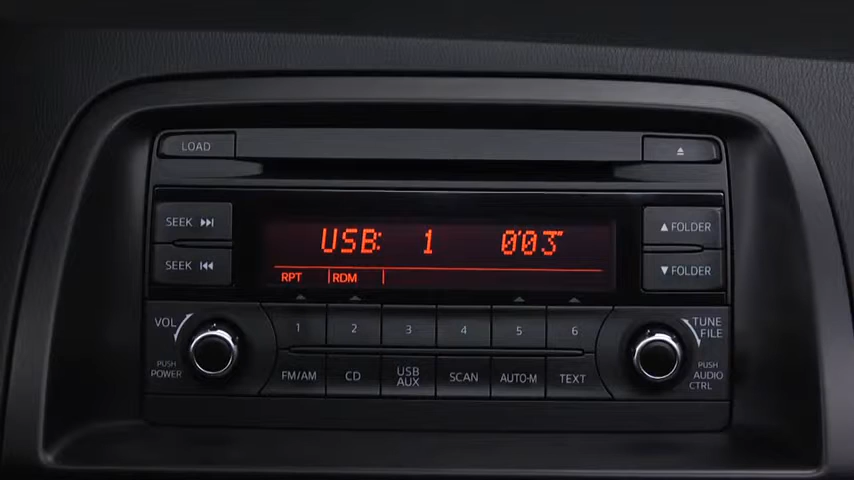 LOAD
SEEK
SEEK
USB: 1 003
RPT RDM
FOLDER
FOLDER
VOL
PUSH
POWER
1 2 3 4 5 6
FM/AM CD USB AUX SCAN AUTO-M TEXT
TUNE
FILE
PUSH
AUDIO
CTRL